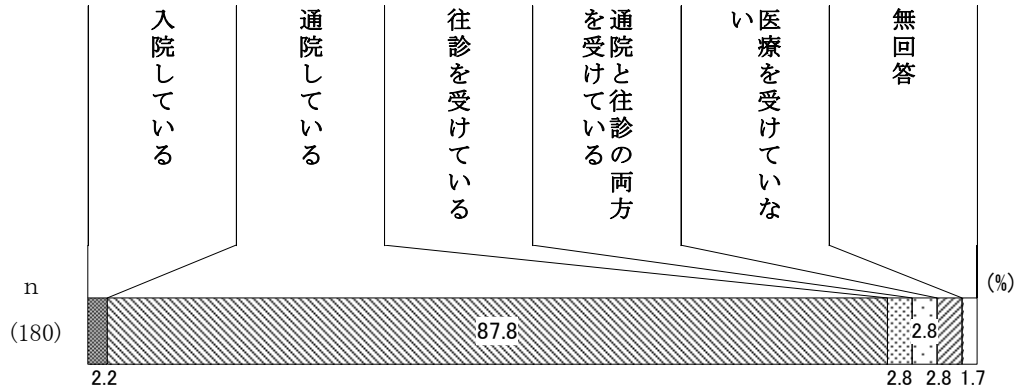 入院している
通院している
往診を受けている
通院と往診の両方
を受けている
医療を受けていな
い
無回答
(%)
n
(180)
87.8
2.8
2.2
2.8
2.8
1.7